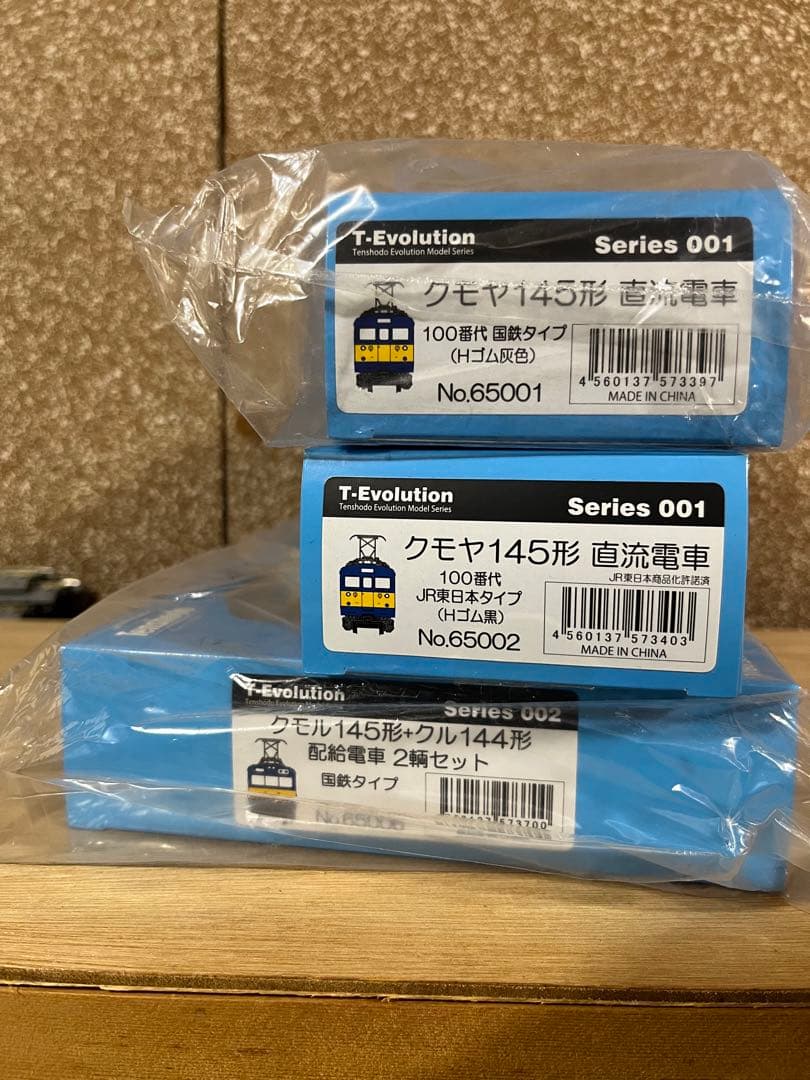 T-Evolution
Tenshodo Evolution Model Series
Series 001
クモヤ145形 直流電車
100番代 国鉄タイプ
（Hゴム灰色）
No.65001
4 560137 573397
MADE IN CHINA
T-Evolution
Tenshodo Evolution Model Series
Series 001
クモヤ145形 直流電車
JR東日本商品化許諾済
100番代
JR東日本タイプ
（Hゴム黒）
No.65002
4 560137 573403
MADE IN CHINA
T-Evolution
T-Evolution
Series 002
クモル145形+クル144形
配給電車 2輌セット
国鉄タイプ
No.65006
573700